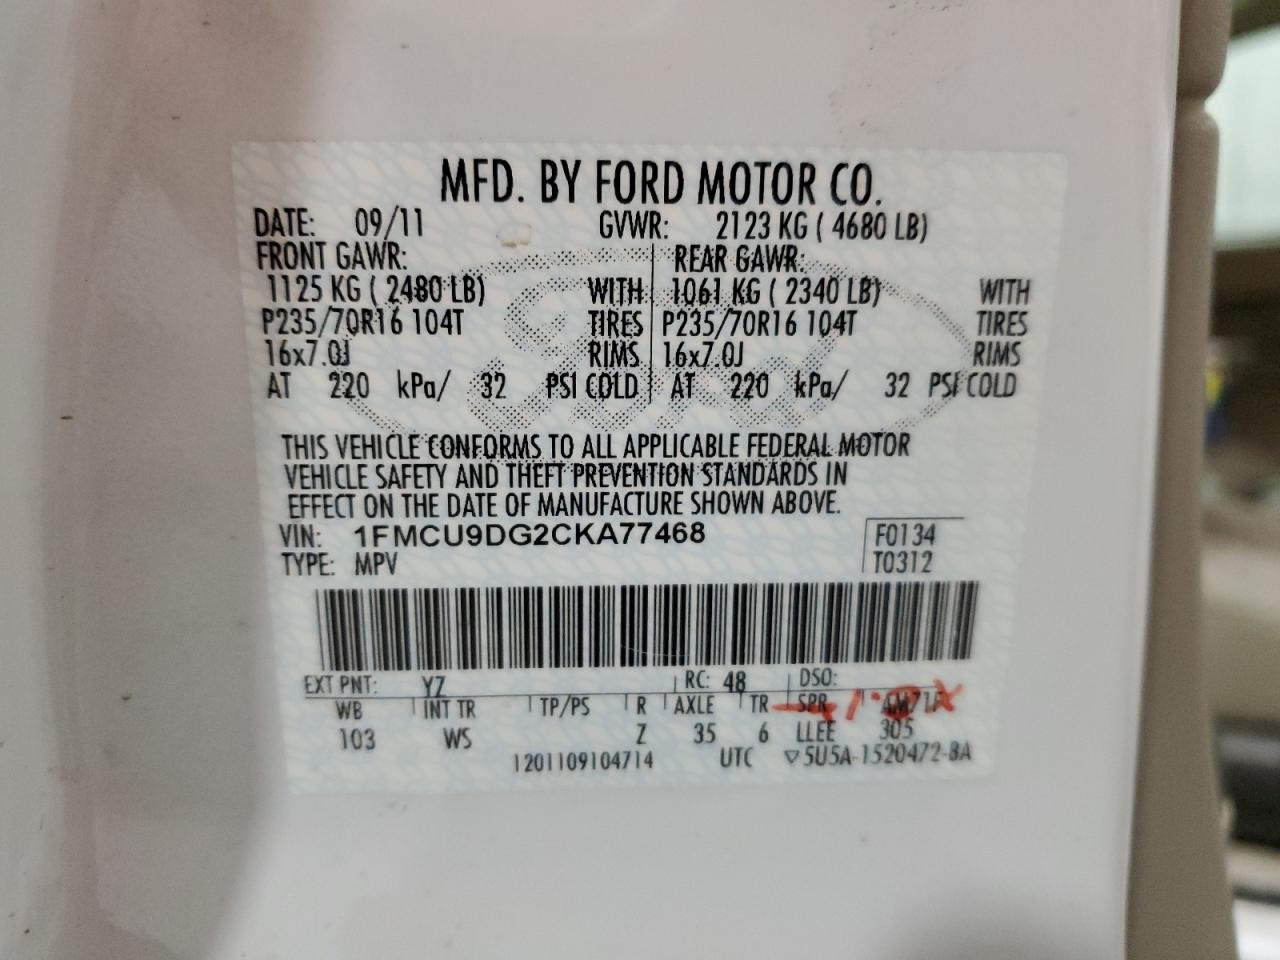 MFD. BY FORD MOTOR CO.
DATE: 09/11 GVWR: 2123 KG ( 4680 LB)
FRONT GAWR: REAR GAWR:
1125 KG ( 2480 LB) WITH 1061 KG ( 2340 LB) WITH
P235/70R16 104T TIRES P235/70R16 104T TIRES
16x7.0J RIMS 16x7.0J RIMS
AT 220 kPa/ 32 PSI COLD AT 220 kPa/ 32 PSI COLD
THIS VEHICLE CONFORMS TO ALL APPLICABLE FEDERAL MOTOR
VEHICLE SAFETY AND THEFT PREVENTION STANDARDS IN
EFFECT ON THE DATE OF MANUFACTURE SHOWN ABOVE.
VIN: 1FMCU9DG2CKA77468 F0134
TYPE: MPV T0312
EXT PNT: YZ RC: 48 DSO:
WB INT TR TP/PS R AXLE TR SPR
103 WS Z 35 6 LLEE 305
1201109104714 UTC ▽5U5A-1520472-BA